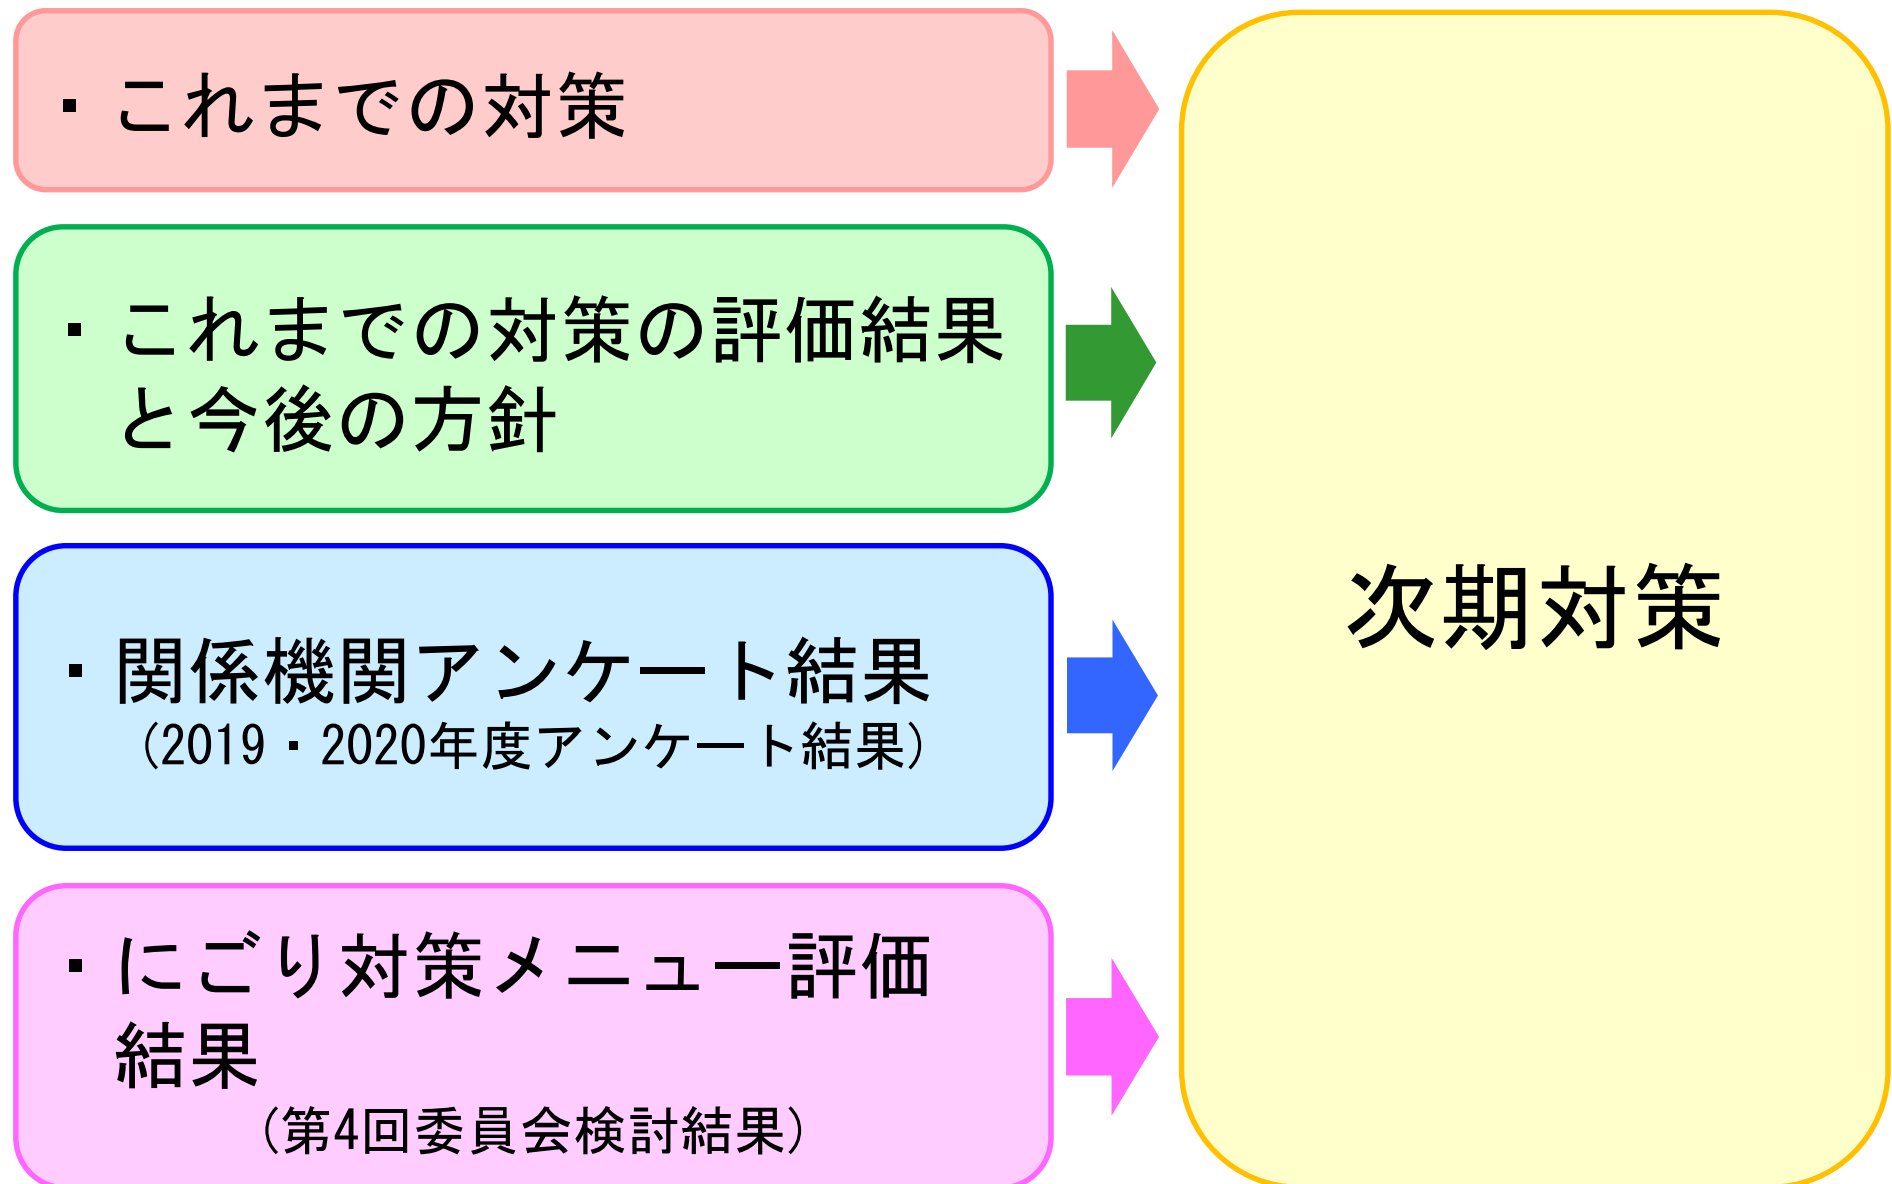 ・これまでの対策
・これまでの対策の評価結果
と今後の方針
・関係機関アンケート結果
（2019・2020年度アンケート結果）
・にごり対策メニュー評価
結果
（第4回委員会検討結果）
次期対策